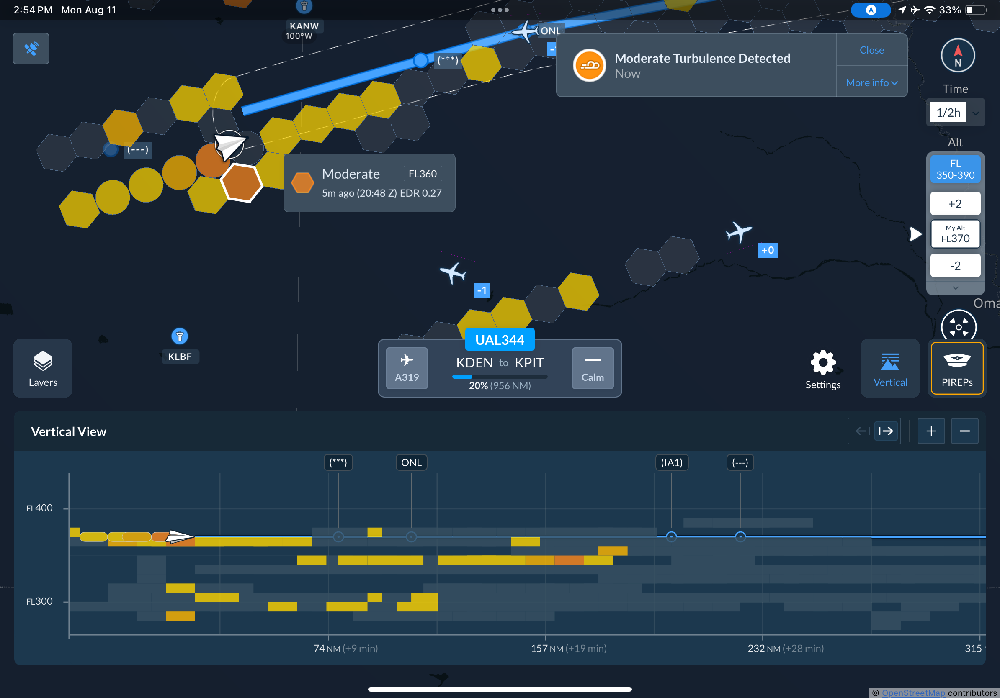 2:54 PM Mon Aug 11
33%
KANW
100°W
ONL
(***)
-
Moderate Turbulence Detected
Now
Close
More info
N
Time
1/2h
Alt
FL
350-390
+2
My Alt
FL370
-2
(---)
Moderate FL360
5m ago (20:48 Z) EDR 0.27
+0
-1
KLBF
Layers
UAL344
A319
KDEN to KPIT
20% (956 NM)
Calm
Settings
Vertical
PIREPs
Vertical View
(***)
ONL
(IA1)
(---)
FL400
FL300
74 NM (+9 min)
157 NM (+19 min)
232 NM (+28 min)
315
© OpenStreetMap contributors